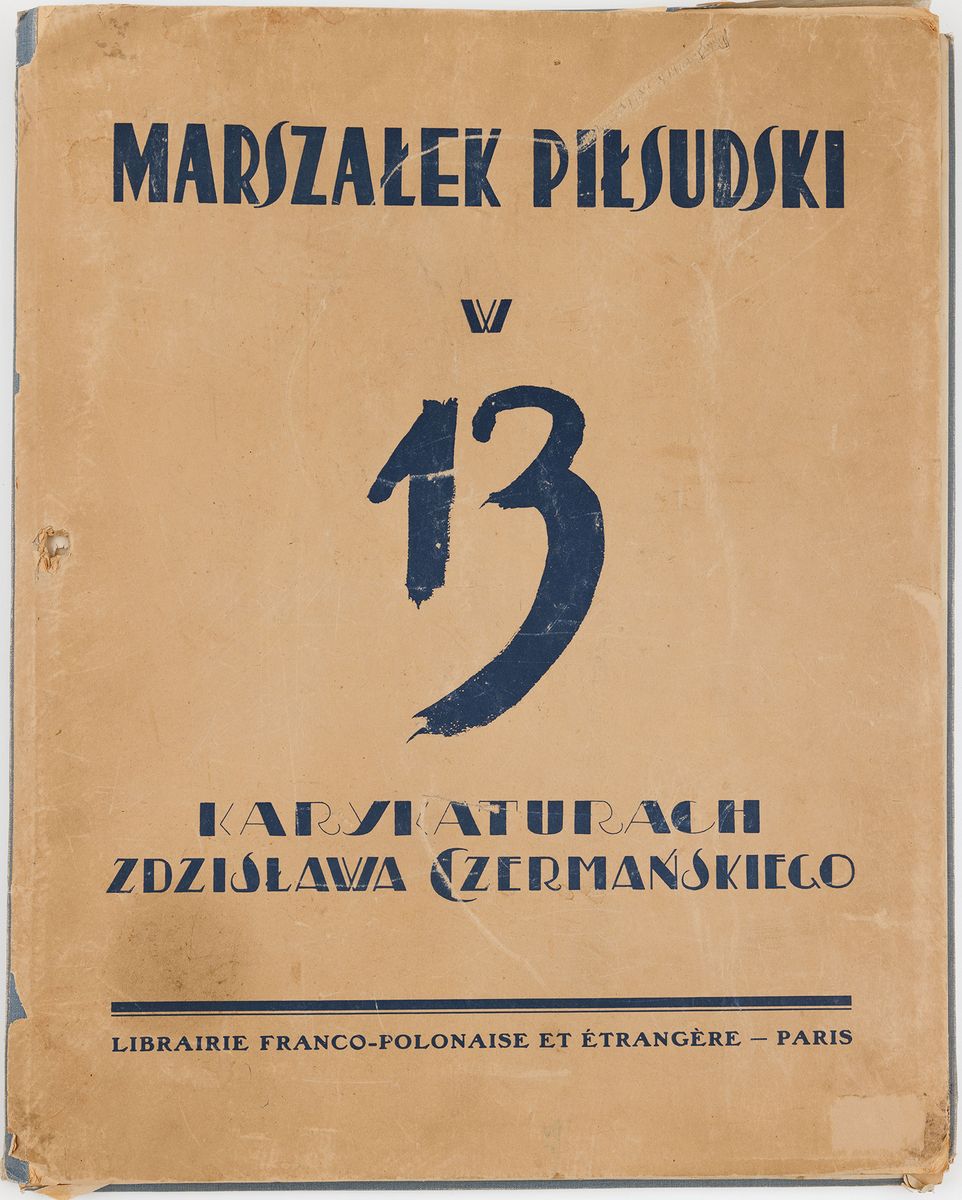 MARSZAŁEK PIŁSUDSKI
W
13
KARYKATURACH
ZDZISŁAWA CZERMAŃSKIEGO
LIBRAIRIE FRANCO-POLONAISE ET ÉTRANGÈRE — PARIS